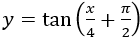 y = tan(x/4 + π/2)